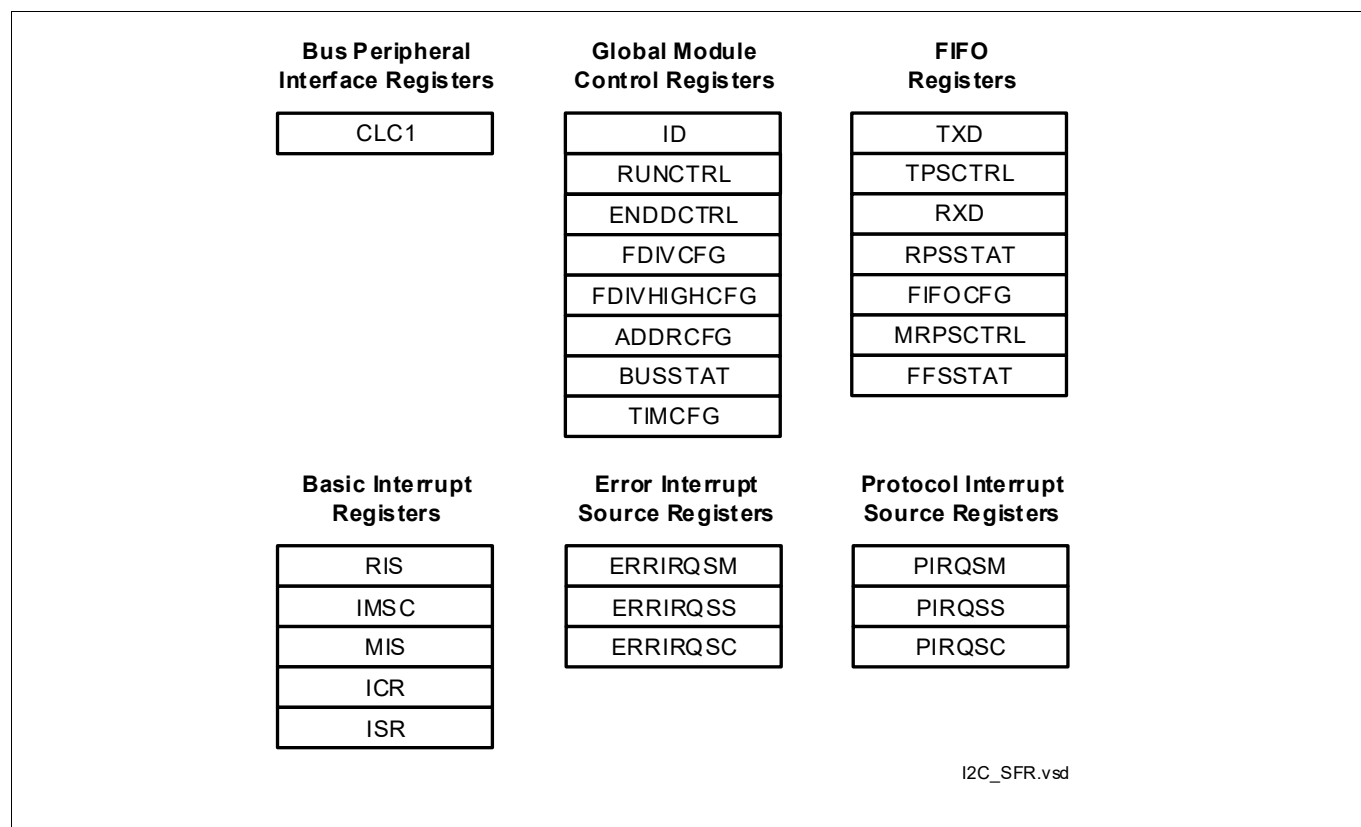 Bus Peripheral
Interface Registers
CLC1
Global Module
Control Registers
ID
RUNCTRL
ENDDCTRL
FDIVCFG
FDIVHIGHCFG
ADDRCFG
BUSSTAT
TIMCFG
FIFO
Registers
TXD
TPSCTRL
RXD
RPSSTAT
FIFOCFG
MRPSCTRL
FFSSTAT
Basic Interrupt
Registers
RIS
IMSC
MIS
ICR
ISR
Error Interrupt
Source Registers
ERRIRQSM
ERRIRQSS
ERRIRQSC
Protocol Interrupt
Source Registers
PIRQSM
PIRQSS
PIRQSC
I2C_SFR.vsd